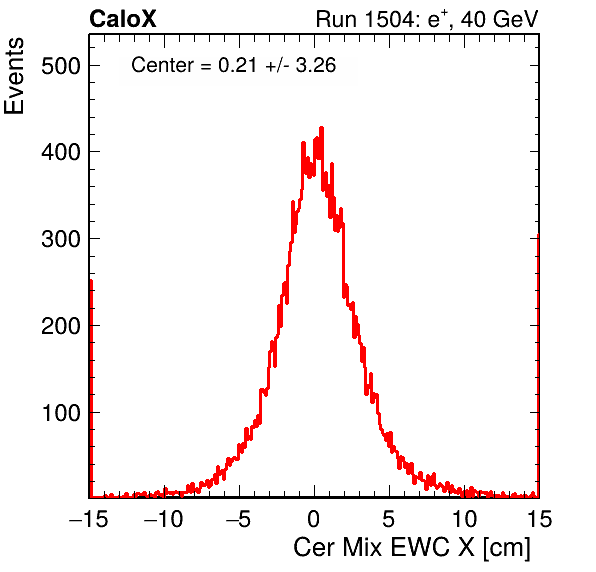 CaloX Run 1504: e⁺, 40 GeV
Events
Center = 0.21 +/- 3.26
500
400
300
200
100
−15 −10 −5 0 5 10 15
Cer Mix EWC X [cm]